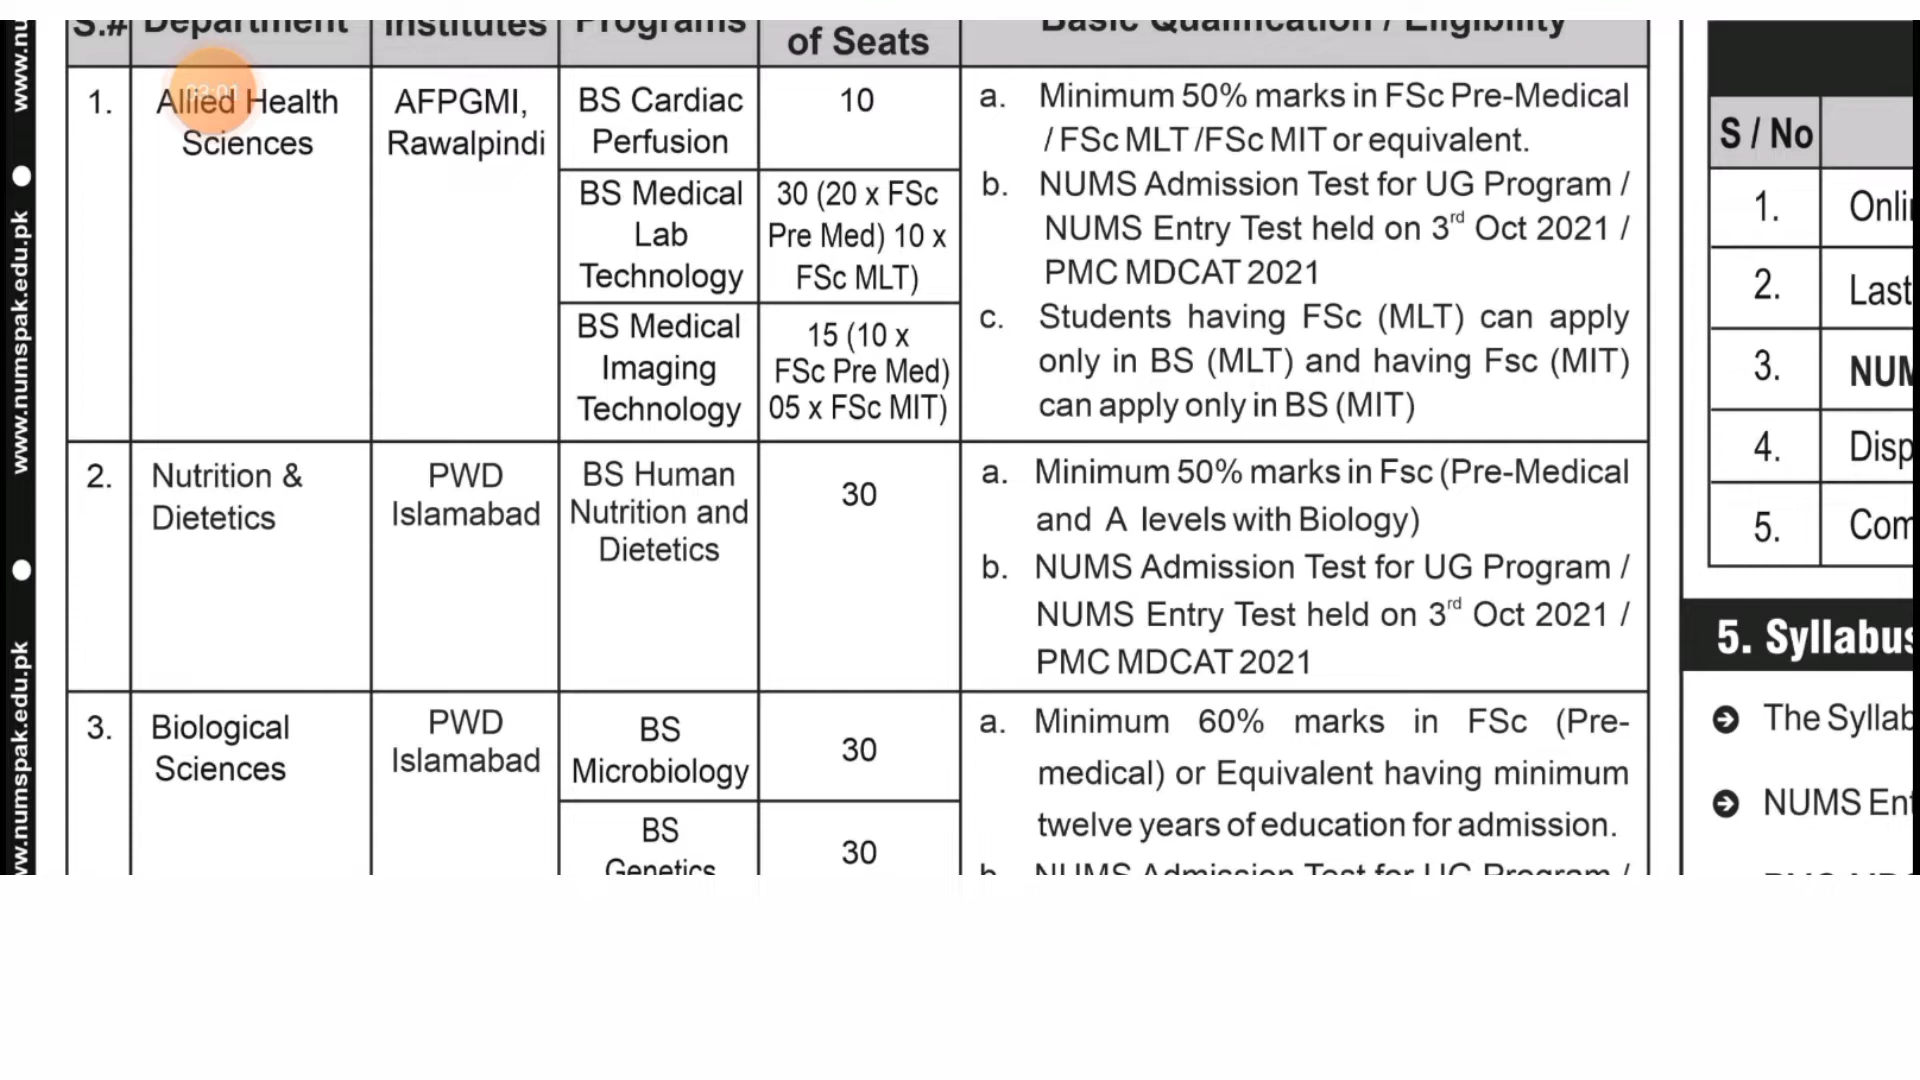 S.# Department Institutes Programs of Seats Basic Qualification / Eligibility
1. Allied Health Sciences
AFPGMI, Rawalpindi
BS Cardiac Perfusion
10
BS Medical Lab Technology
30 (20 x FSc Pre Med) 10 x FSc MLT)
BS Medical Imaging Technology
15 (10 x FSc Pre Med) 05 x FSc MIT)
a. Minimum 50% marks in FSc Pre-Medical
/ FSc MLT /FSc MIT or equivalent.
b. NUMS Admission Test for UG Program /
NUMS Entry Test held on 3rd Oct 2021 /
PMC MDCAT 2021
c. Students having FSc (MLT) can apply
only in BS (MLT) and having Fsc (MIT)
can apply only in BS (MIT)
2. Nutrition & Dietetics
PWD Islamabad
BS Human Nutrition and Dietetics
30
a. Minimum 50% marks in Fsc (Pre-Medical
and A levels with Biology)
b. NUMS Admission Test for UG Program /
NUMS Entry Test held on 3rd Oct 2021 /
PMC MDCAT 2021
3. Biological Sciences
PWD Islamabad
BS Microbiology
30
BS Genetics
30
a. Minimum 60% marks in FSc (Pre-
medical) or Equivalent having minimum
twelve years of education for admission.
b. NUMS Admission Test for UG Program /
S / No
1. Onli
2. Last
3. NUM
4. Disp
5. Com
5. Syllabus
The Syllab
NUMS Ent
www.numspak.edu.pk